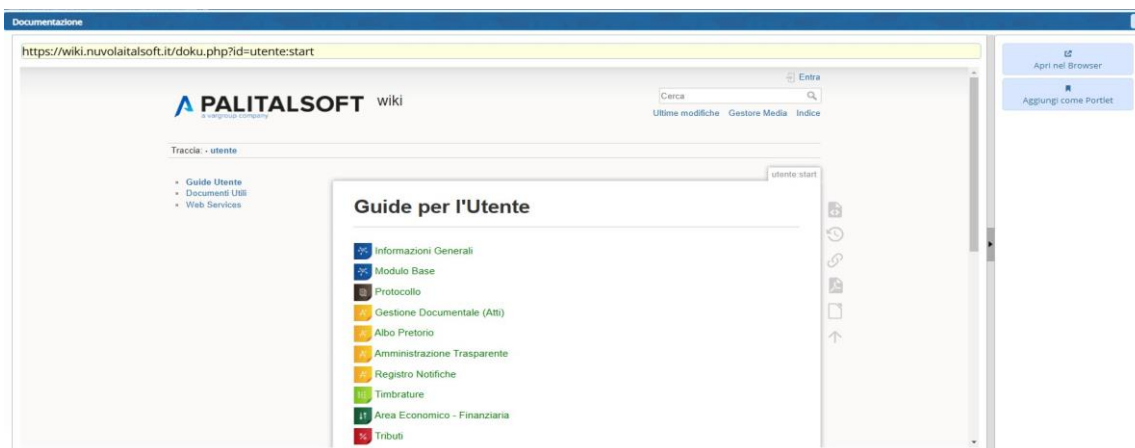 Documentazione
https://wiki.nuvolaitalsoft.it/doku.php?id=utente:start
Apri nel Browser
Aggiungi come Portlet
Entra
PALITALSOFT wiki
a vargroup company
Cerca
Ultime modifiche Gestore Media Indice
Traccia: • utente
utente:start
Guide Utente
Documenti Utili
Web Services
Guide per l'Utente
Informazioni Generali
Modulo Base
Protocollo
Gestione Documentale (Atti)
Albo Pretorio
Amministrazione Trasparente
Registro Notifiche
Timbrature
Area Economico - Finanziaria
Tributi